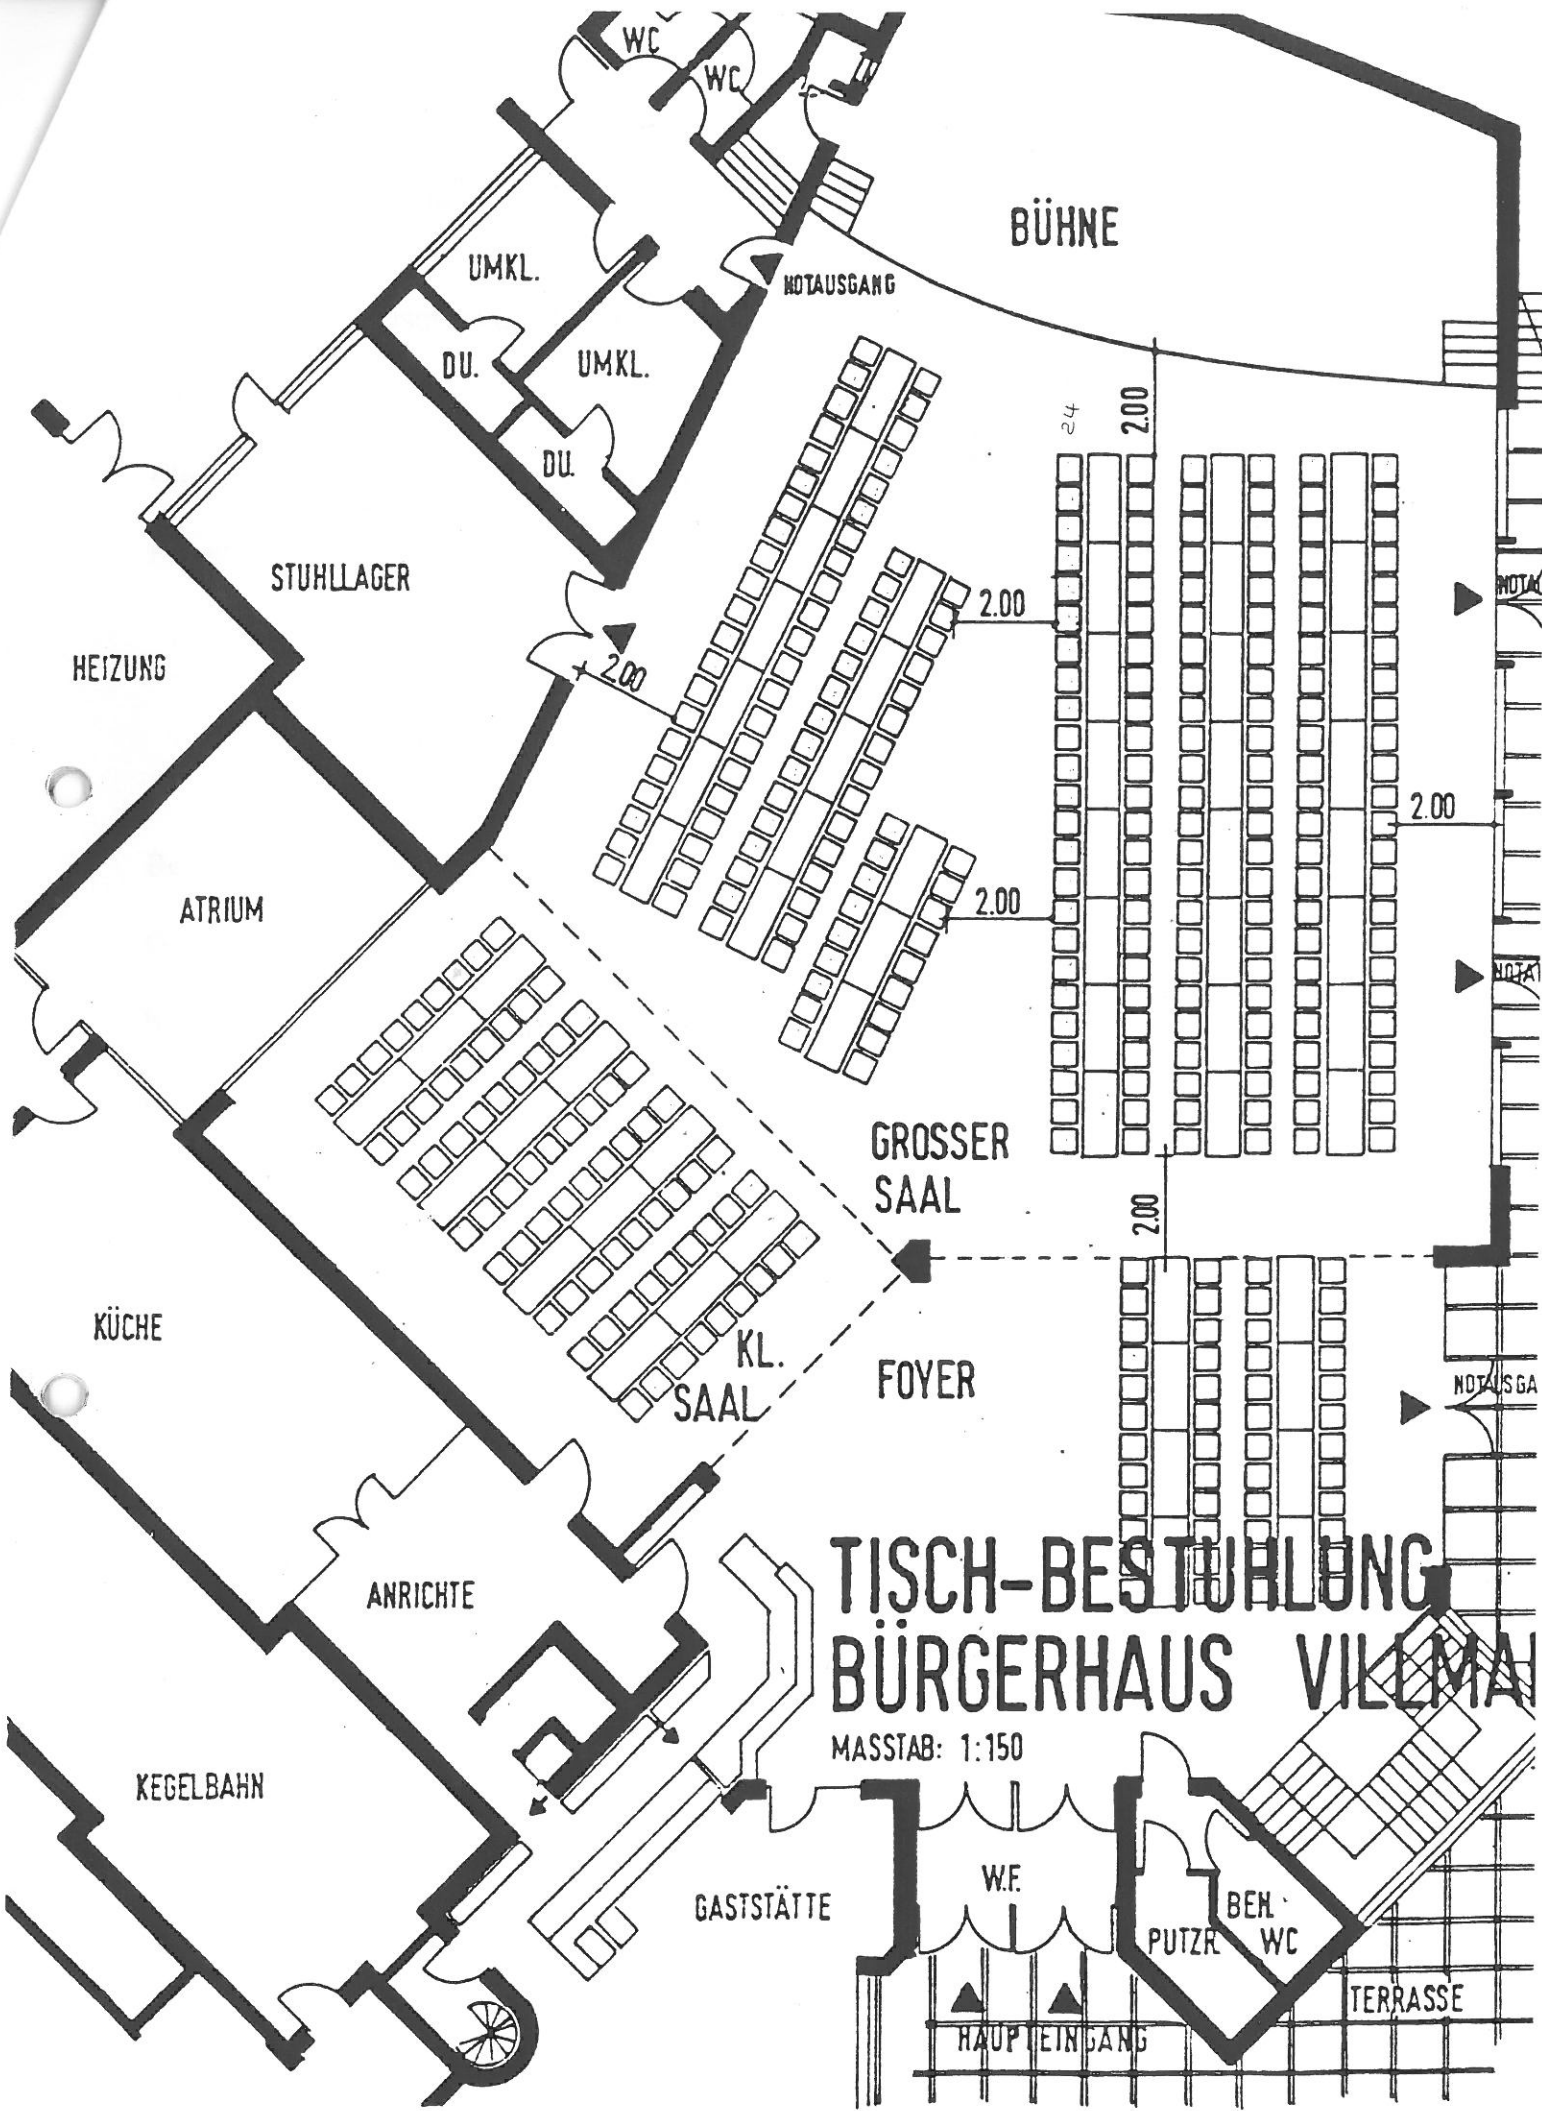 WC
WC
BÜHNE
UMKL.
NOTAUSGANG
DU.
UMKL.
24
2.00
DU.
STUHLLAGER
2.00
HEIZUNG
2.00
2.00
ATRIUM
2.00
GROSSER
SAAL
2.00
KÜCHE
KL.
SAAL
FOYER
NOTAUSGA
TISCH-BESTUHLUNG
ANRICHTE
BÜRGERHAUS VILLMA
MASSTAB: 1:150
KEGELBAHN
W.F.
GASTSTÄTTE
BEH.
PUTZR. WC
TERRASSE
HAUPTEINGANG